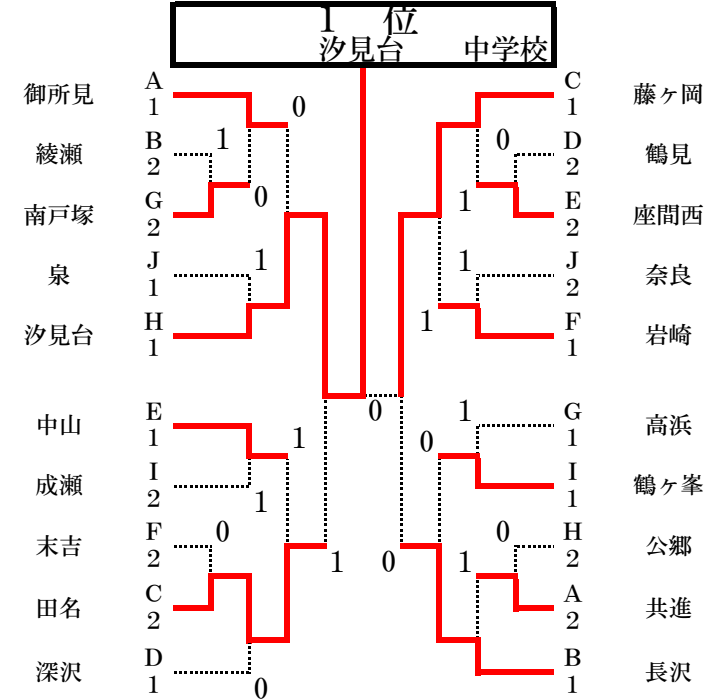 1 位
汐見台 中学校
A C
御所見 1 0 1 藤ヶ岡
B 1 0 D
綾瀬 2 2 鶴見
G 0 1 E
南戸塚 2 2 座間西
J 1 1 J
泉 1 2 奈良
H 1 F
汐見台 1 1 岩崎
0
E 1 G
中山 1 1 0 1 高浜
I I
成瀬 2 1 1 鶴ヶ峯
F 0 0 H
末吉 2 2 公郷
1 0 1
C A
田名 2 2 共進
D B
深沢 1 0 1 長沢